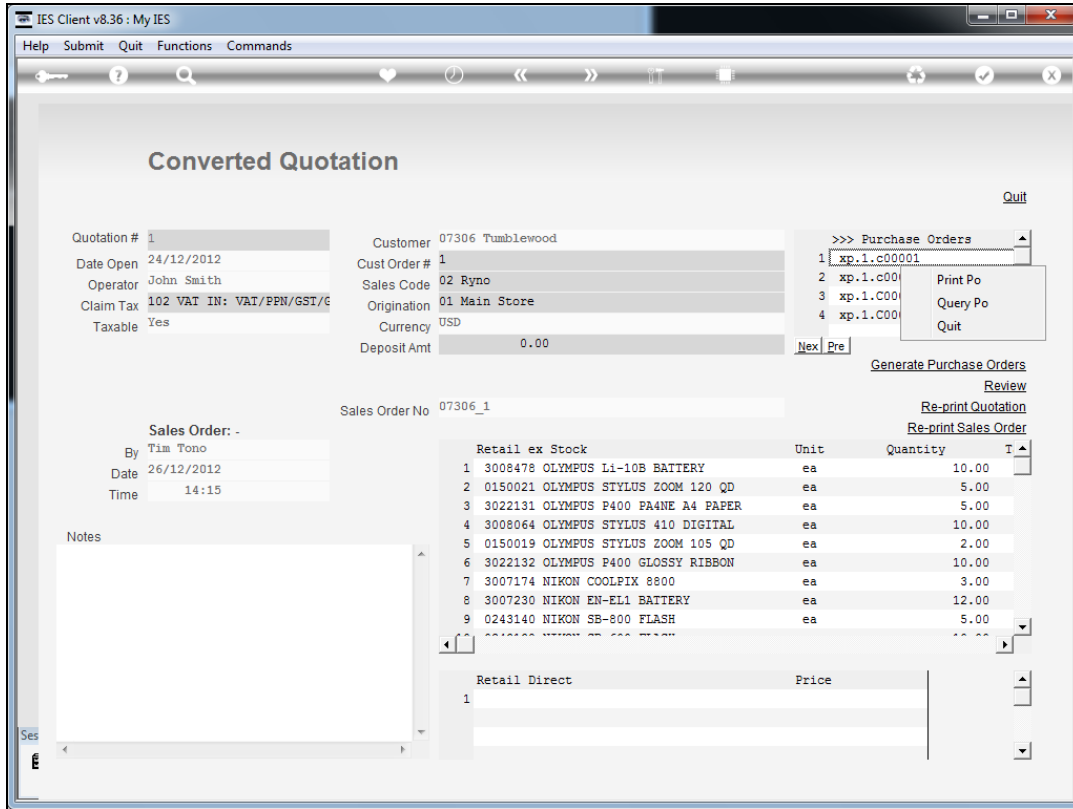 IES Client v8.36 : My IES
Help Submit Quit Functions Commands
Converted Quotation
Quit
Quotation # 1
Date Open 24/12/2012
Operator John Smith
Claim Tax 102 VAT IN: VAT/PPN/GST/G
Taxable Yes
Customer 07306 Tumblewood
Cust Order # 1
Sales Code 02 Ryno
Origination 01 Main Store
Currency USD
Deposit Amt 0.00
>>> Purchase Orders
1 xp.1.c00001
2 xp.1.c00
3 xp.1.C00
4 xp.1.C00
Print Po
Query Po
Quit
Nex Pre
Generate Purchase Orders
Review
Re-print Quotation
Re-print Sales Order
Sales Order No 07306_1
Sales Order: -
By Tim Tono
Date 26/12/2012
Time 14:15
Notes
Retail ex Stock Unit Quantity T
1 3008478 OLYMPUS Li-10B BATTERY ea 10.00
2 0150021 OLYMPUS STYLUS ZOOM 120 QD ea 5.00
3 3022131 OLYMPUS P400 PA4NE A4 PAPER ea 5.00
4 3008064 OLYMPUS STYLUS 410 DIGITAL ea 10.00
5 0150019 OLYMPUS STYLUS ZOOM 105 QD ea 2.00
6 3022132 OLYMPUS P400 GLOSSY RIBBON ea 10.00
7 3007174 NIKON COOLPIX 8800 ea 3.00
8 3007230 NIKON EN-EL1 BATTERY ea 12.00
9 0243140 NIKON SB-800 FLASH ea 5.00
Retail Direct Price
1
Ses